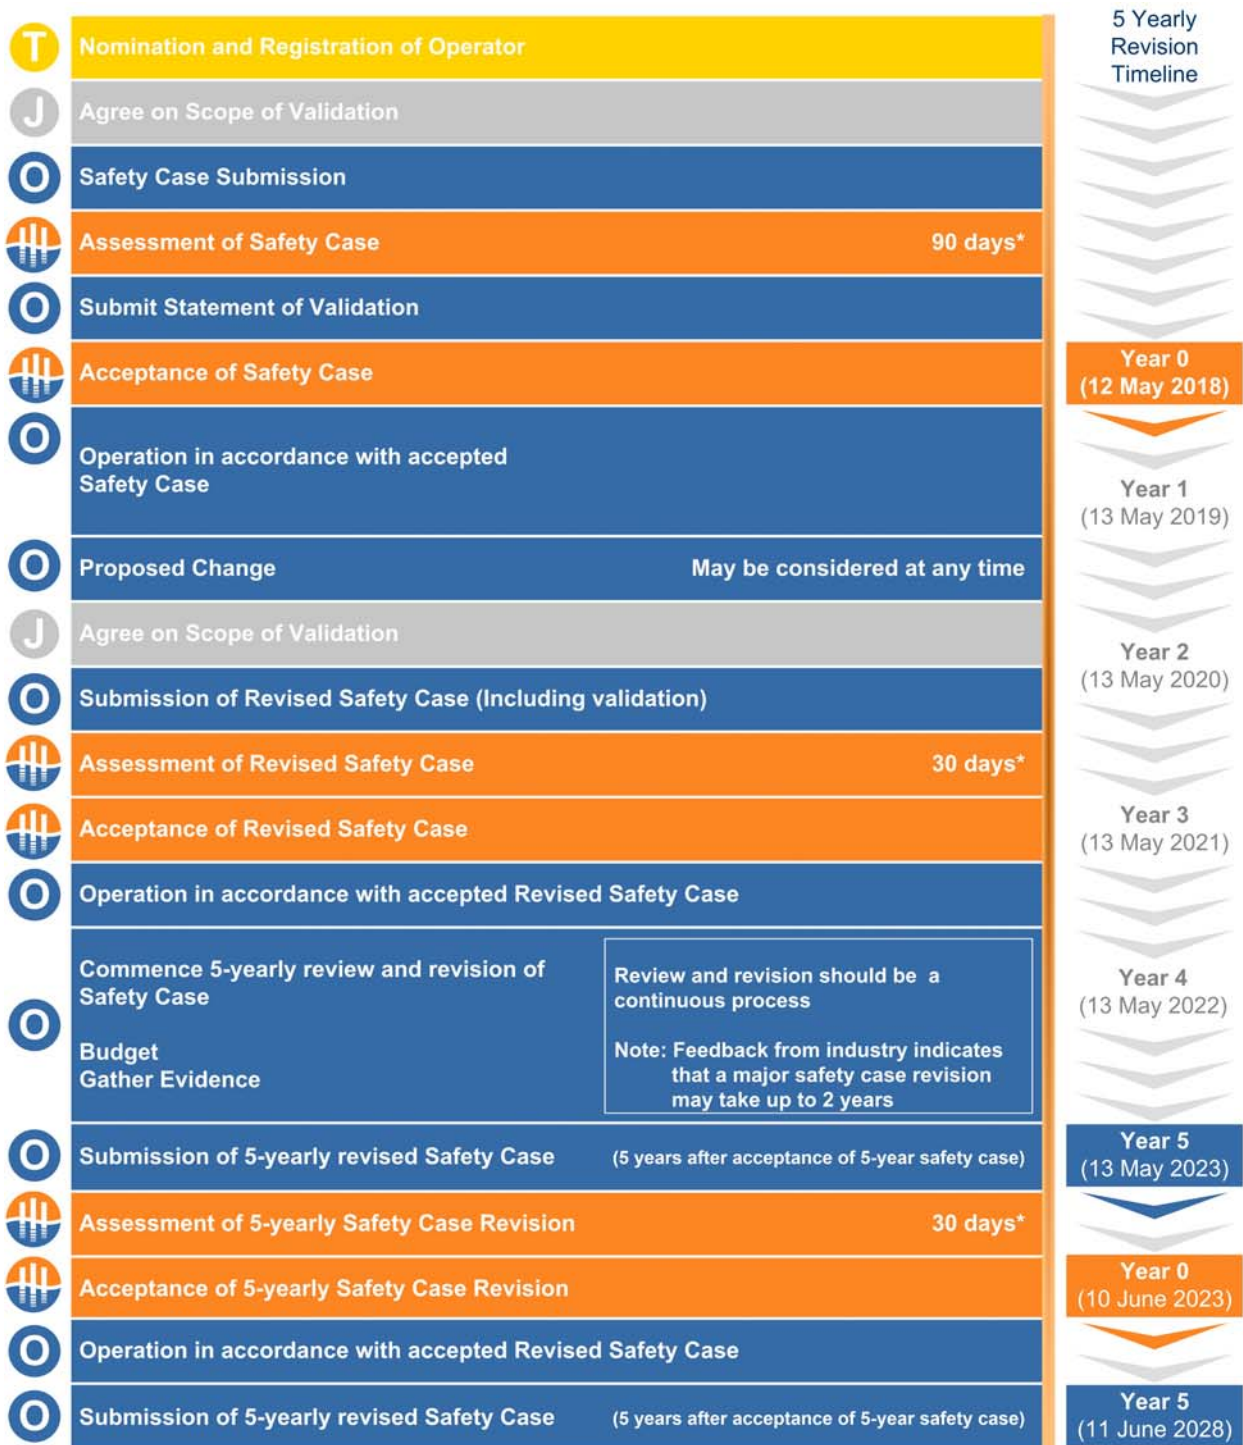 T
Nomination and Registration of Operator
J
Agree on Scope of Validation
O
Safety Case Submission
Assessment of Safety Case 90 days*
O
Submit Statement of Validation
Acceptance of Safety Case
O
Operation in accordance with accepted
Safety Case
O
Proposed Change May be considered at any time
J
Agree on Scope of Validation
O
Submission of Revised Safety Case (Including validation)
Assessment of Revised Safety Case 30 days*
Acceptance of Revised Safety Case
O
Operation in accordance with accepted Revised Safety Case
O
Commence 5-yearly review and revision of
Safety Case
Budget
Gather Evidence
Review and revision should be a
continuous process
Note: Feedback from industry indicates
that a major safety case revision
may take up to 2 years
O
Submission of 5-yearly revised Safety Case (5 years after acceptance of 5-year safety case)
Assessment of 5-yearly Safety Case Revision 30 days*
Acceptance of 5-yearly Safety Case Revision
O
Operation in accordance with accepted Revised Safety Case
O
Submission of 5-yearly revised Safety Case (5 years after acceptance of 5-year safety case)
5 Yearly
Revision
Timeline
Year 0
(12 May 2018)
Year 1
(13 May 2019)
Year 2
(13 May 2020)
Year 3
(13 May 2021)
Year 4
(13 May 2022)
Year 5
(13 May 2023)
Year 0
(10 June 2023)
Year 5
(11 June 2028)